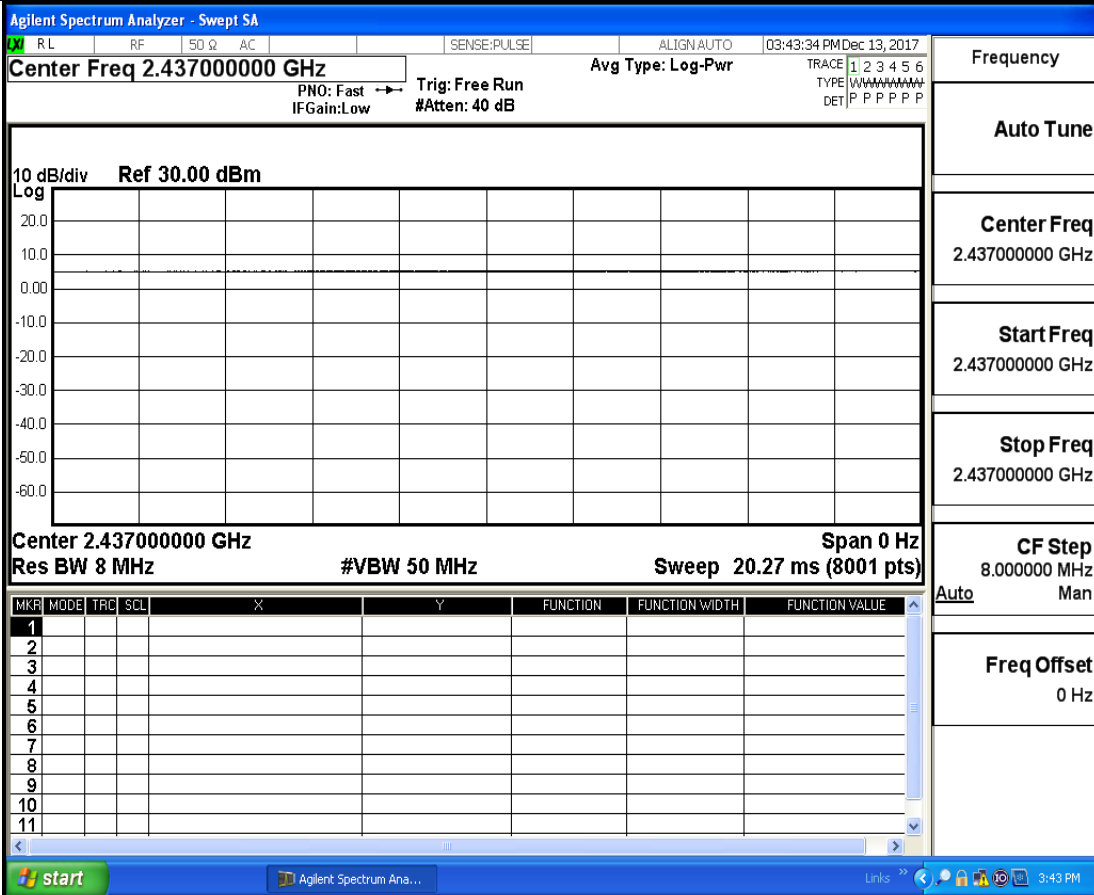 Agilent Spectrum Analyzer - Swept SA
LXI RL RF 50 Ω AC SENSE:PULSE ALIGN AUTO 03:43:34 PM Dec 13, 2017
Center Freq 2.437000000 GHz
PNO: Fast
IFGain:Low
Trig: Free Run
#Atten: 40 dB
Avg Type: Log-Pwr
TRACE 1 2 3 4 5 6
TYPE
DET P P P P P P
10 dB/div Ref 30.00 dBm
Log
20.0
10.0
0.00
-10.0
-20.0
-30.0
-40.0
-50.0
-60.0
Center 2.437000000 GHz Span 0 Hz
Res BW 8 MHz #VBW 50 MHz Sweep 20.27 ms (8001 pts)
MKR MODE TRC SCL X Y FUNCTION FUNCTION WIDTH FUNCTION VALUE
1
2
3
4
5
6
7
8
9
10
11
Frequency
Auto Tune
Center Freq
2.437000000 GHz
Start Freq
2.437000000 GHz
Stop Freq
2.437000000 GHz
CF Step
8.000000 MHz
Auto Man
Freq Offset
0 Hz
start Agilent Spectrum Ana... Links » 3:43 PM